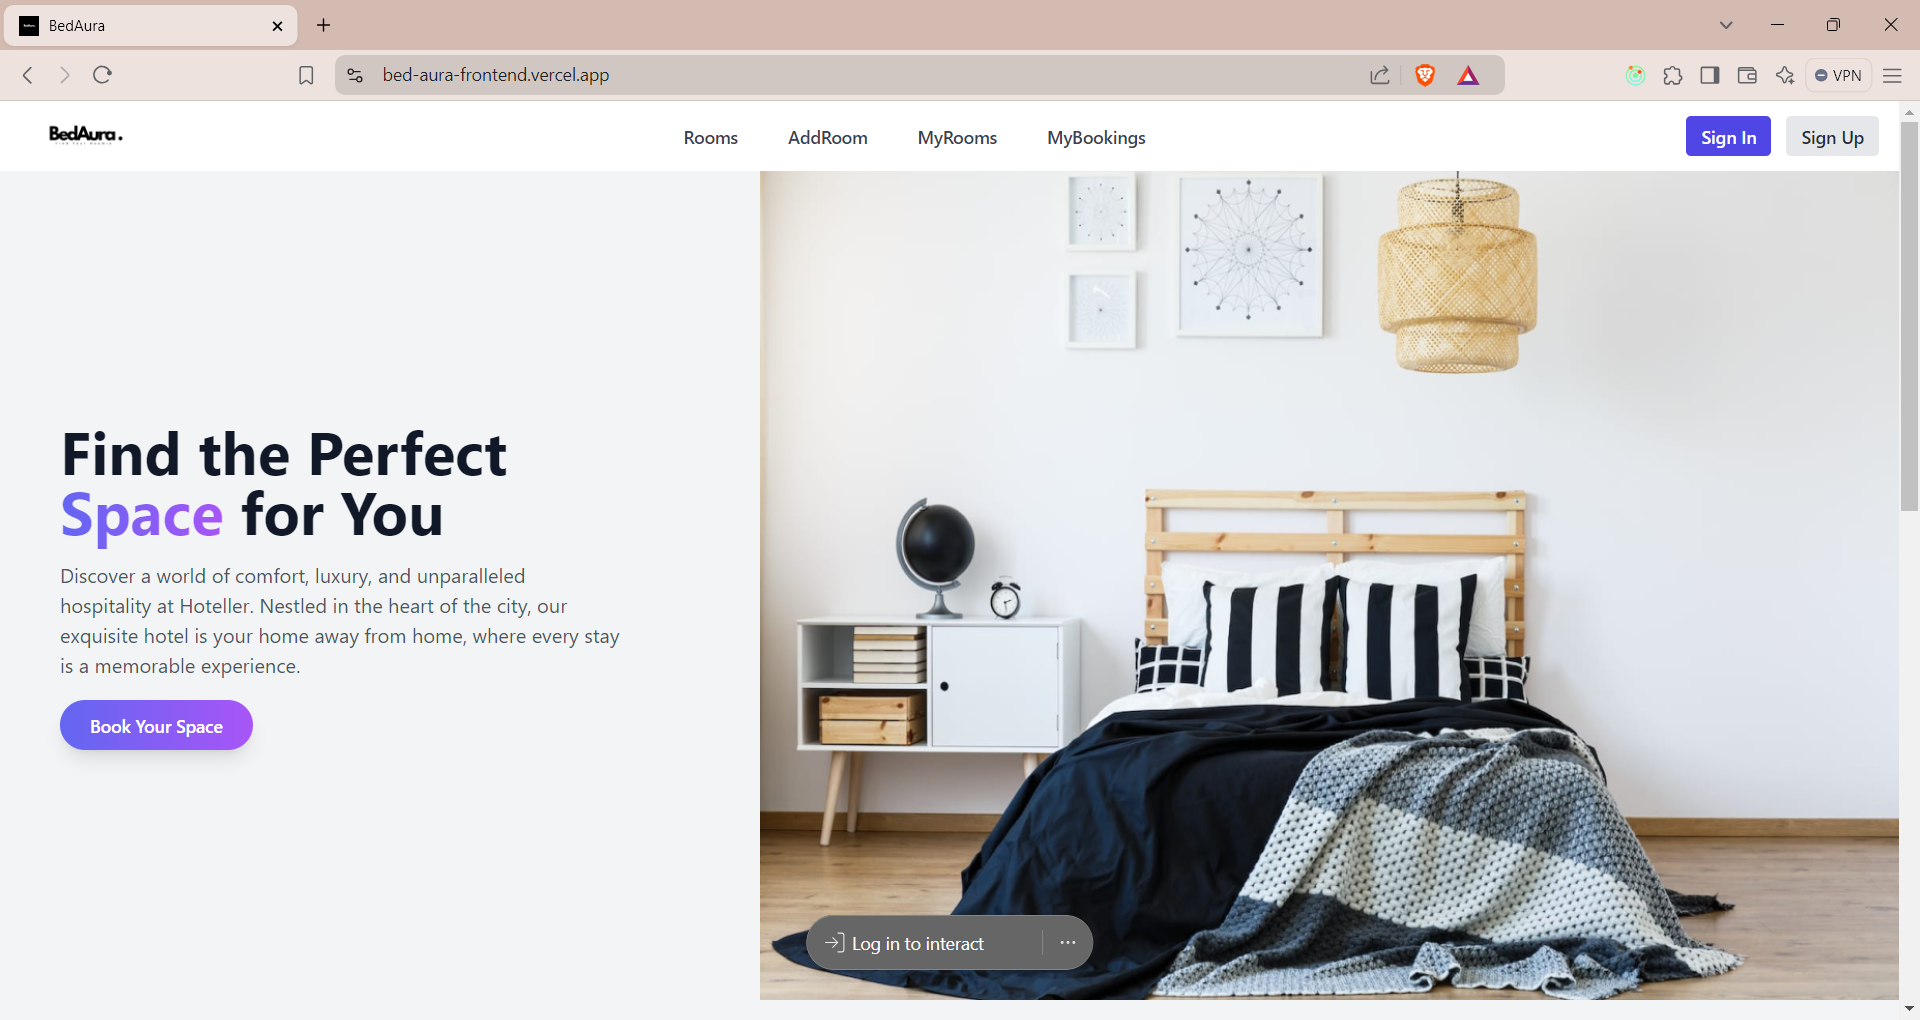 BedAura
bed-aura-frontend.vercel.app
VPN
BedAura.
Rooms
AddRoom
MyRooms
MyBookings
Sign In
Sign Up
Find the Perfect
Space for You
Discover a world of comfort, luxury, and unparalleled
hospitality at Hoteller. Nestled in the heart of the city, our
exquisite hotel is your home away from home, where every stay
is a memorable experience.
Book Your Space
Log in to interact